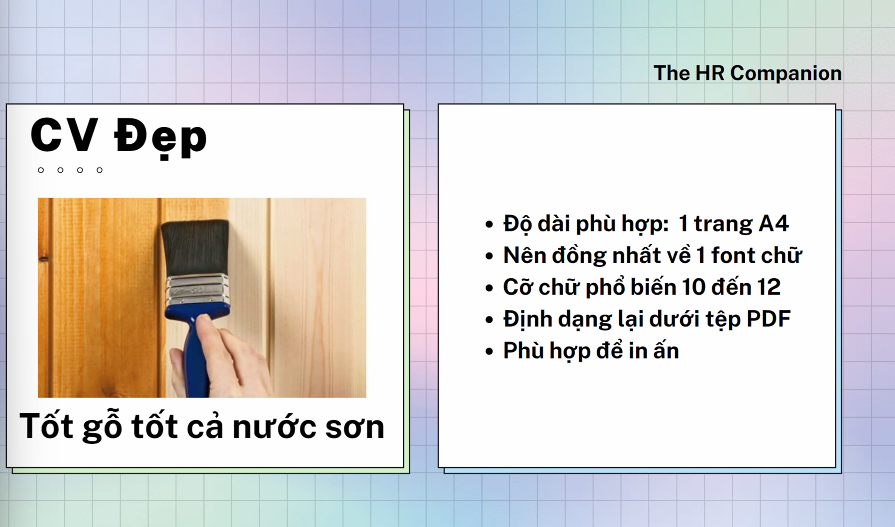 The HR Companion
CV Đẹp
Tốt gỗ tốt cả nước sơn
Độ dài phù hợp: 1 trang A4
Nên đồng nhất về 1 font chữ
Cỡ chữ phổ biến 10 đến 12
Định dạng lại dưới tệp PDF
Phù hợp để in ấn